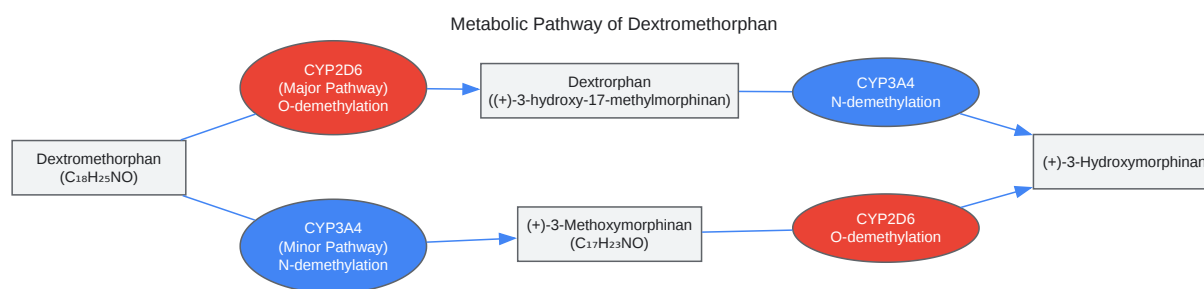 Metabolic Pathway of Dextromethorphan
CYP2D6
(Major Pathway)
O-demethylation
Dextrorphan
((+)-3-hydroxy-17-methylmorphinan)
CYP3A4
N-demethylation
Dextromethorphan
(C₁₈H₂₅NO)
(+)-3-Hydroxymorphinan
CYP3A4
(Minor Pathway)
N-demethylation
(+)-3-Methoxymorphinan
(C₁₇H₂₃NO)
CYP2D6
O-demethylation